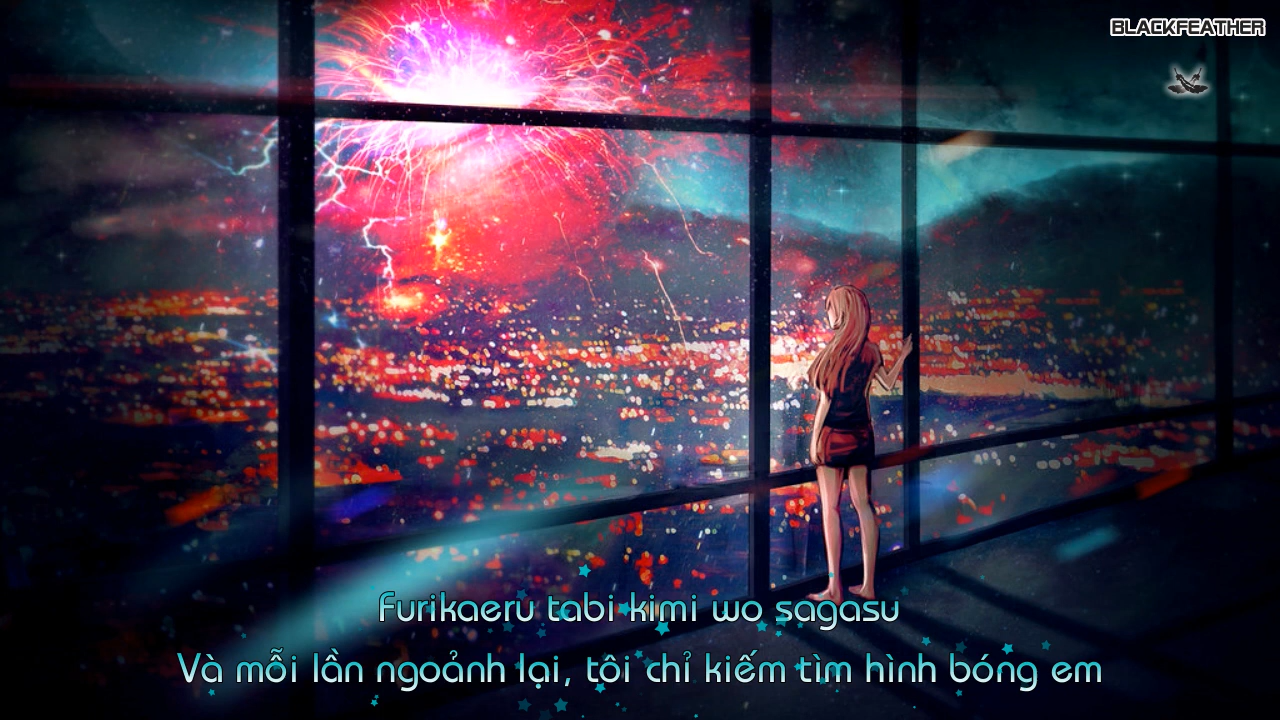 BLACKFEATHER
Furikaeru tabi kimi wo sagasu
Và mỗi lần ngoảnh lại, tôi chỉ kiếm tìm hình bóng em